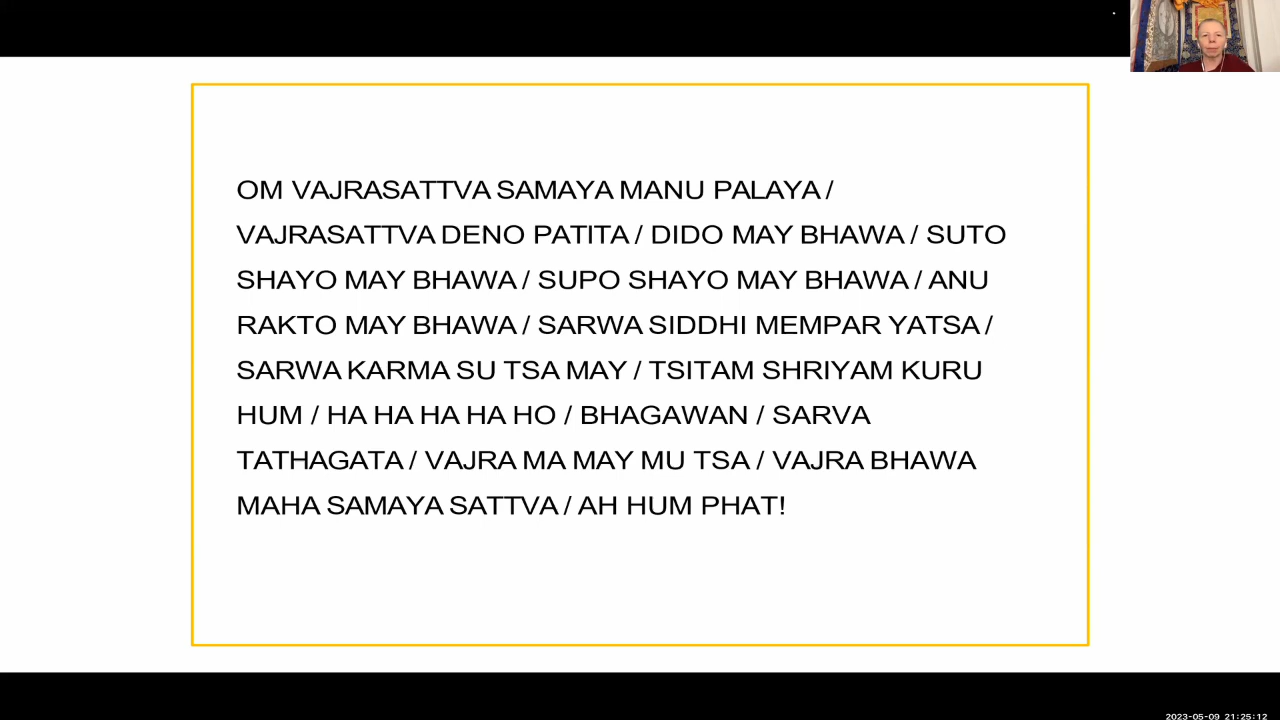 OM VAJRASATTVA SAMAYA MANU PALAYA /
VAJRASATTVA DENO PATITA / DIDO MAY BHAWA / SUTO
SHAYO MAY BHAWA / SUPO SHAYO MAY BHAWA / ANU
RAKTO MAY BHAWA / SARWA SIDDHI MEMPAR YATSA /
SARWA KARMA SU TSA MAY / TSITAM SHRIYAM KURU
HUM / HA HA HA HA HO / BHAGAWAN / SARVA
TATHAGATA / VAJRA MA MAY MU TSA / VAJRA BHAWA
MAHA SAMAYA SATTVA / AH HUM PHAT!
2023-05-09 21:25:12